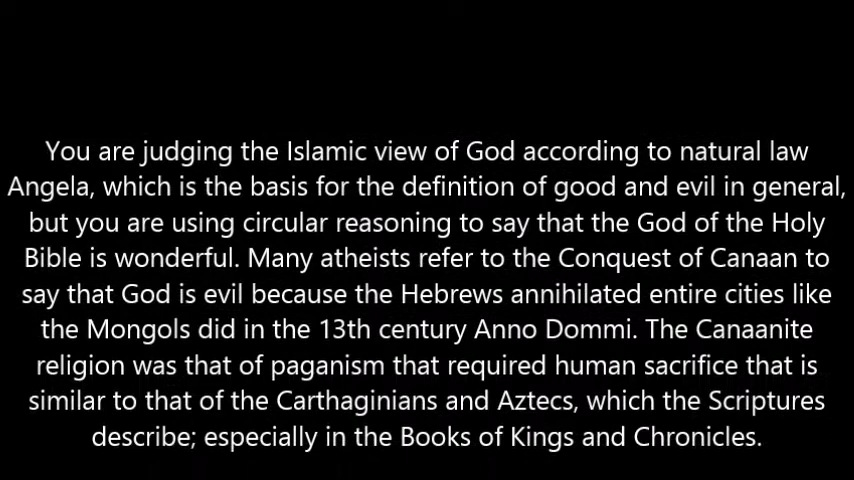 You are judging the Islamic view of God according to natural law
Angela, which is the basis for the definition of good and evil in general,
but you are using circular reasoning to say that the God of the Holy
Bible is wonderful. Many atheists refer to the Conquest of Canaan to
say that God is evil because the Hebrews annihilated entire cities like
the Mongols did in the 13th century Anno Dommi. The Canaanite
religion was that of paganism that required human sacrifice that is
similar to that of the Carthaginians and Aztecs, which the Scriptures
describe; especially in the Books of Kings and Chronicles.